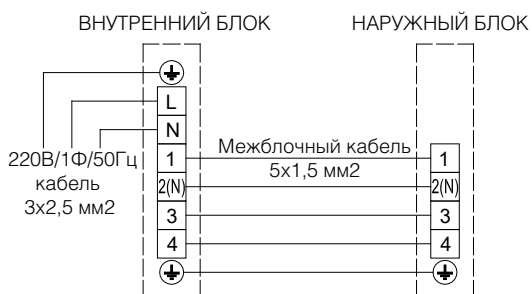 ВНУТРЕННИЙ БЛОК
НАРУЖНЫЙ БЛОК
L
N
220В/1Ф/50Гц
кабель
3х2,5 мм2
1
2(N)
3
4
Межблочный кабель
5х1,5 мм2
1
2(N)
3
4